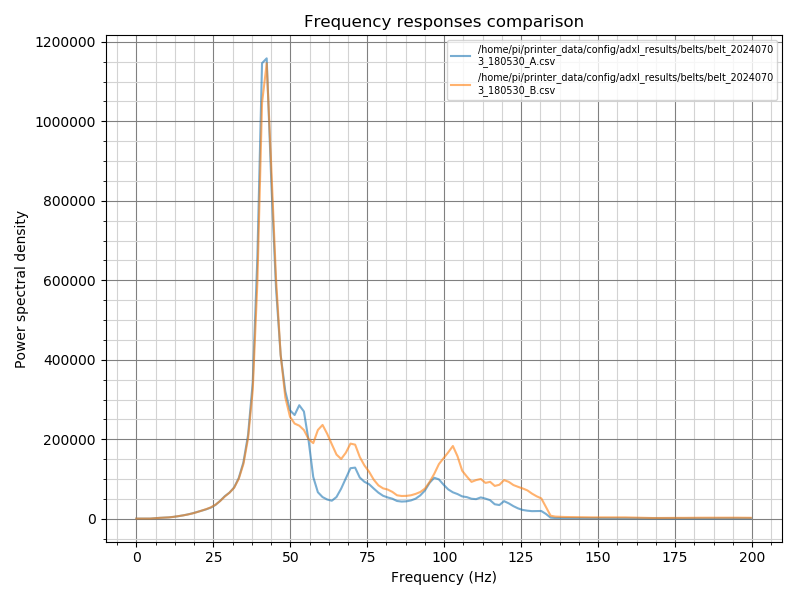 Frequency responses comparison
/home/pi/printer_data/config/adxl_results/belts/belt_2024070
3_180530_A.csv
/home/pi/printer_data/config/adxl_results/belts/belt_2024070
3_180530_B.csv
Power spectral density
1200000
1000000
800000
600000
400000
200000
0
0 25 50 75 100 125 150 175 200
Frequency (Hz)